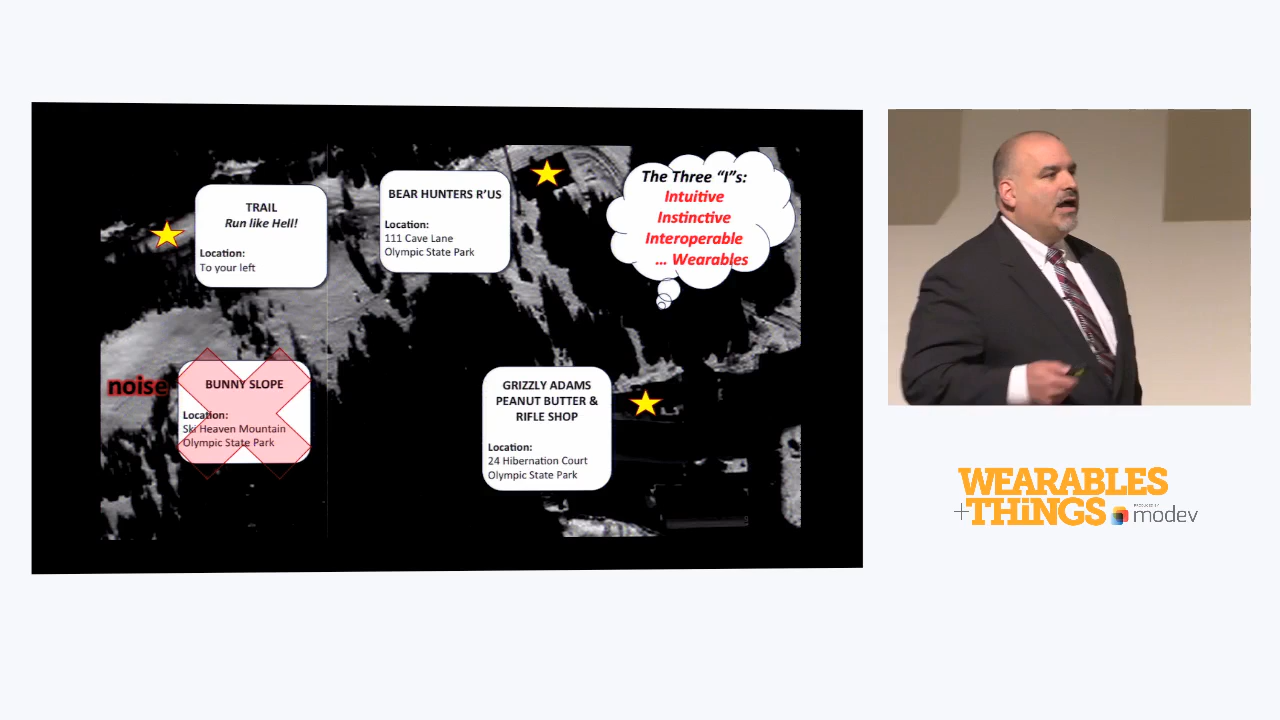 TRAIL
Run like Hell!
Location:
To your left
BEAR HUNTERS R'US
Location:
111 Cave Lane
Olympic State Park
The Three “I”s:
Intuitive
Instinctive
Interoperable
... Wearables
noise
BUNNY SLOPE
Location:
Ski Heaven Mountain
Olympic State Park
GRIZZLY ADAMS
PEANUT BUTTER &
RIFLE SHOP
Location:
24 Hibernation Court
Olympic State Park
WEARABLES
+THiNGS
modev